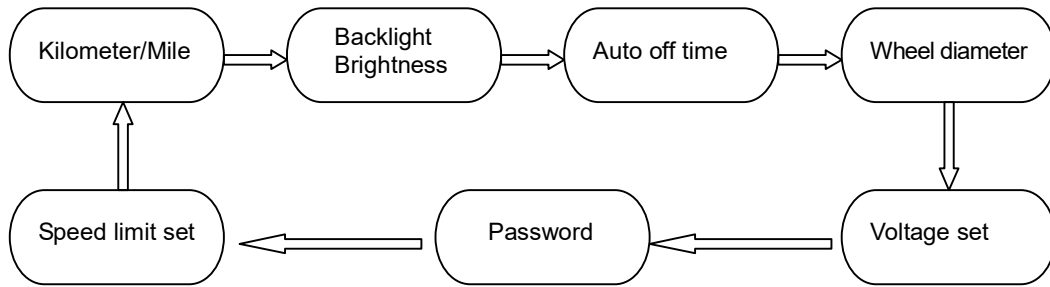 Kilometer/Mile
Backlight
Brightness
Auto off time
Wheel diameter
Speed limit set
Password
Voltage set